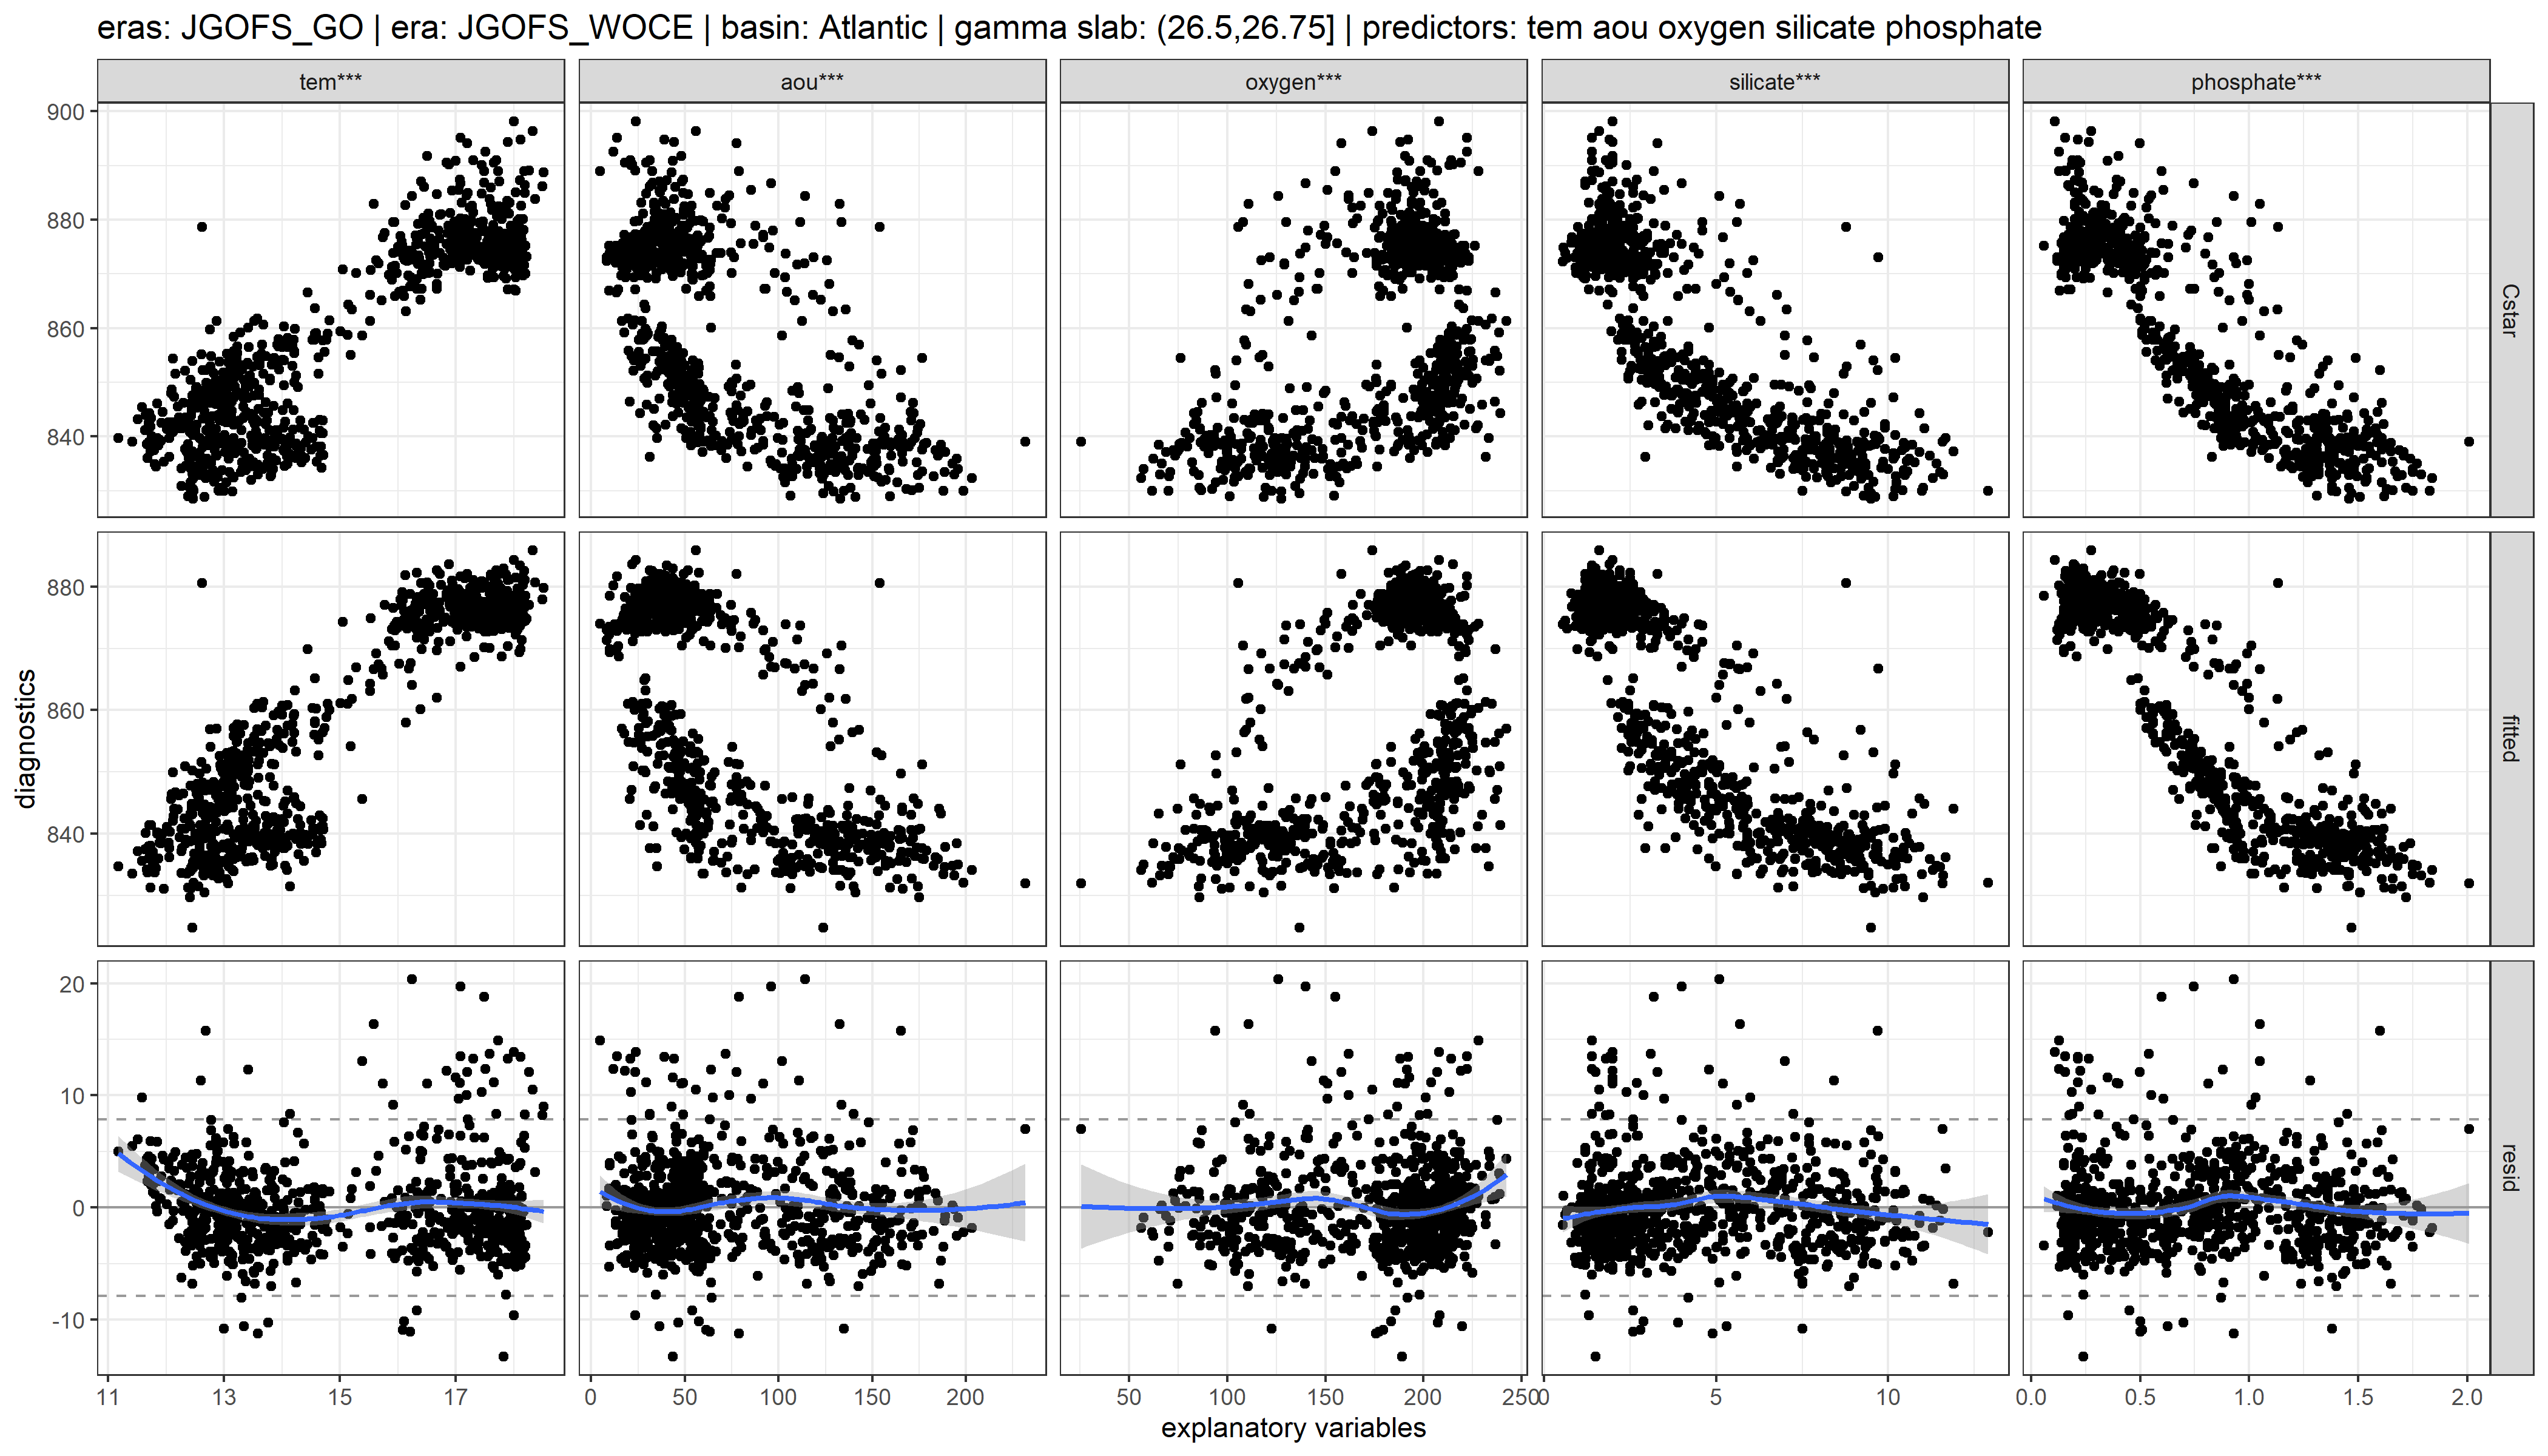 eras: JGOFS_GO | era: JGOFS_WOCE | basin: Atlantic | gamma slab: (26.5,26.75] | predictors: tem aou oxygen silicate phosphate
tem*** aou*** oxygen*** silicate*** phosphate***
900
880
860
840
Cstar
880
860
840
fitted
diagnostics
20
10
0
-10
resid
11 13 15 17 0 50 100 150 200 50 100 150 200 250 0 5 10 0.0 0.5 1.0 1.5 2.0
explanatory variables